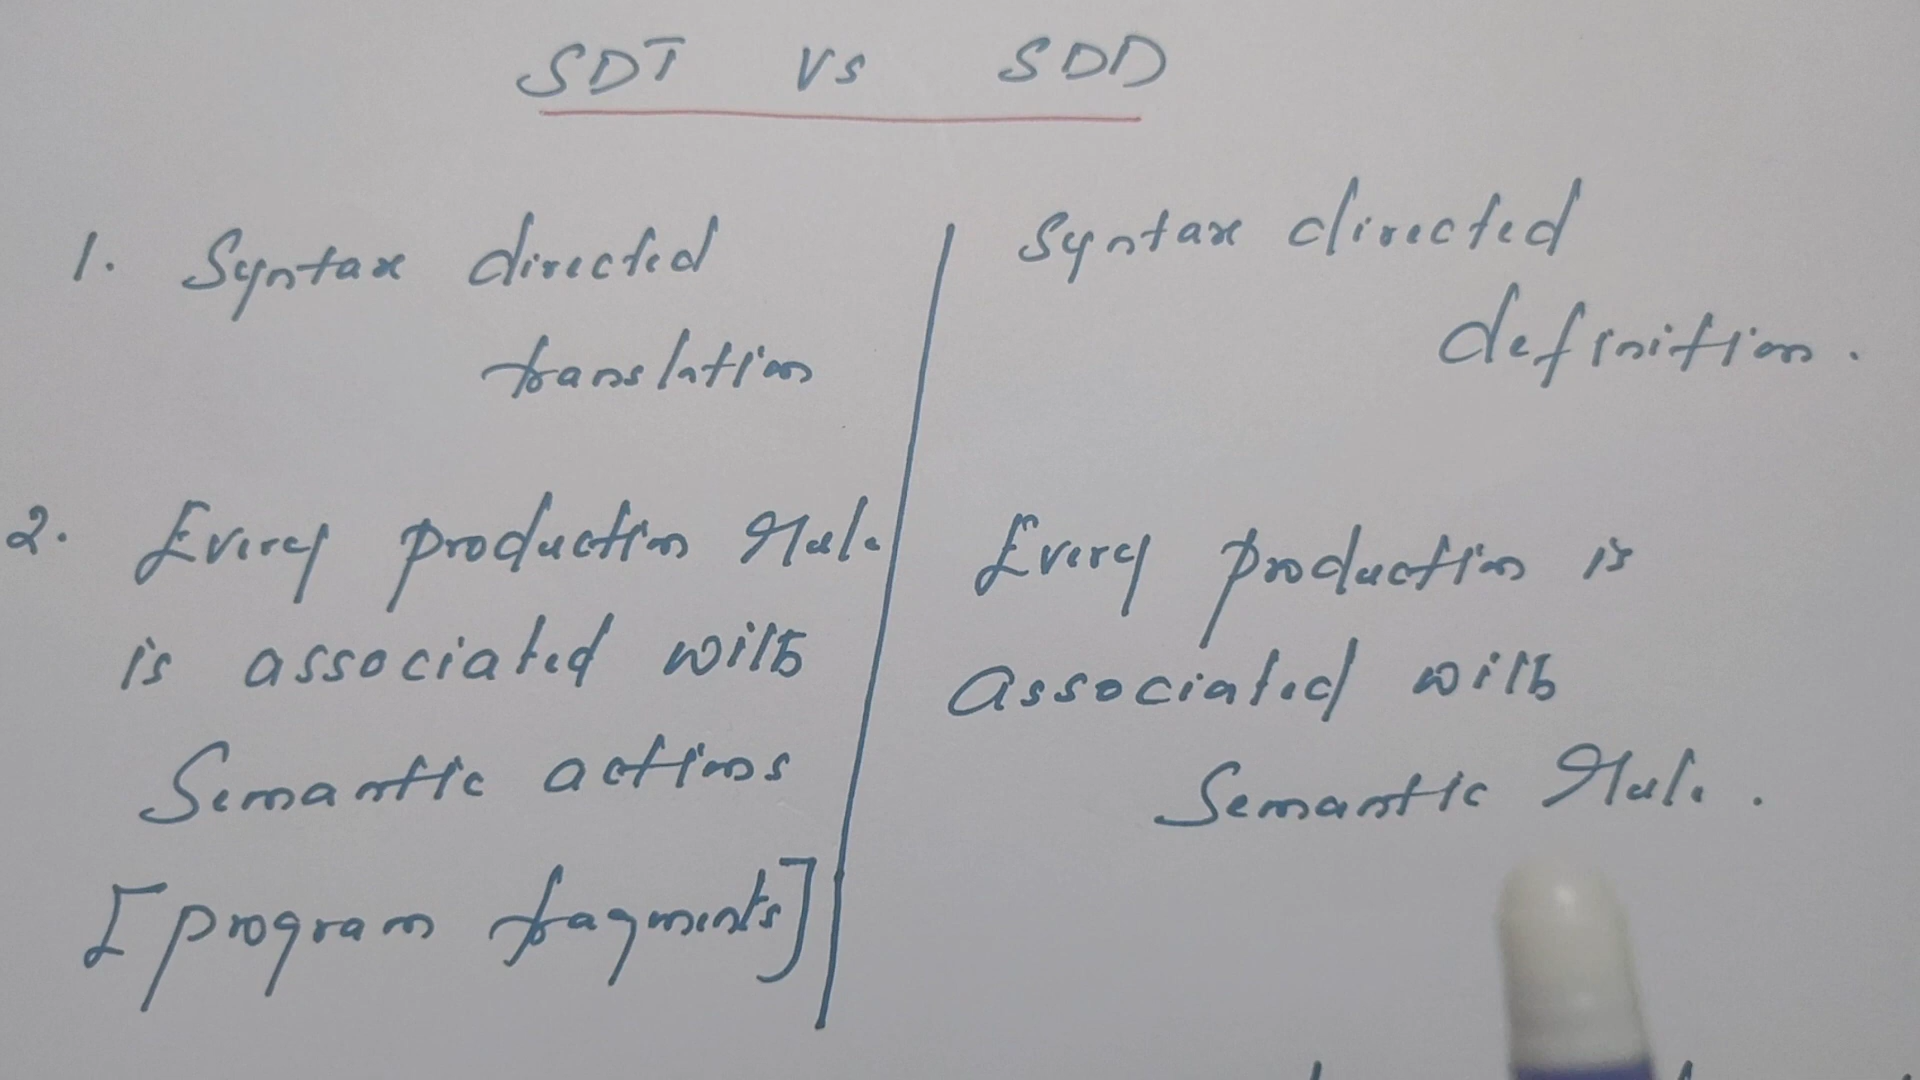 SDT Vs SDD
1. Syntax directed
translation
2. Every production rule
is associated with
Semantic actions
[program fragments]
Syntax directed
definition.
Every production is
associated with
Semantic rule.